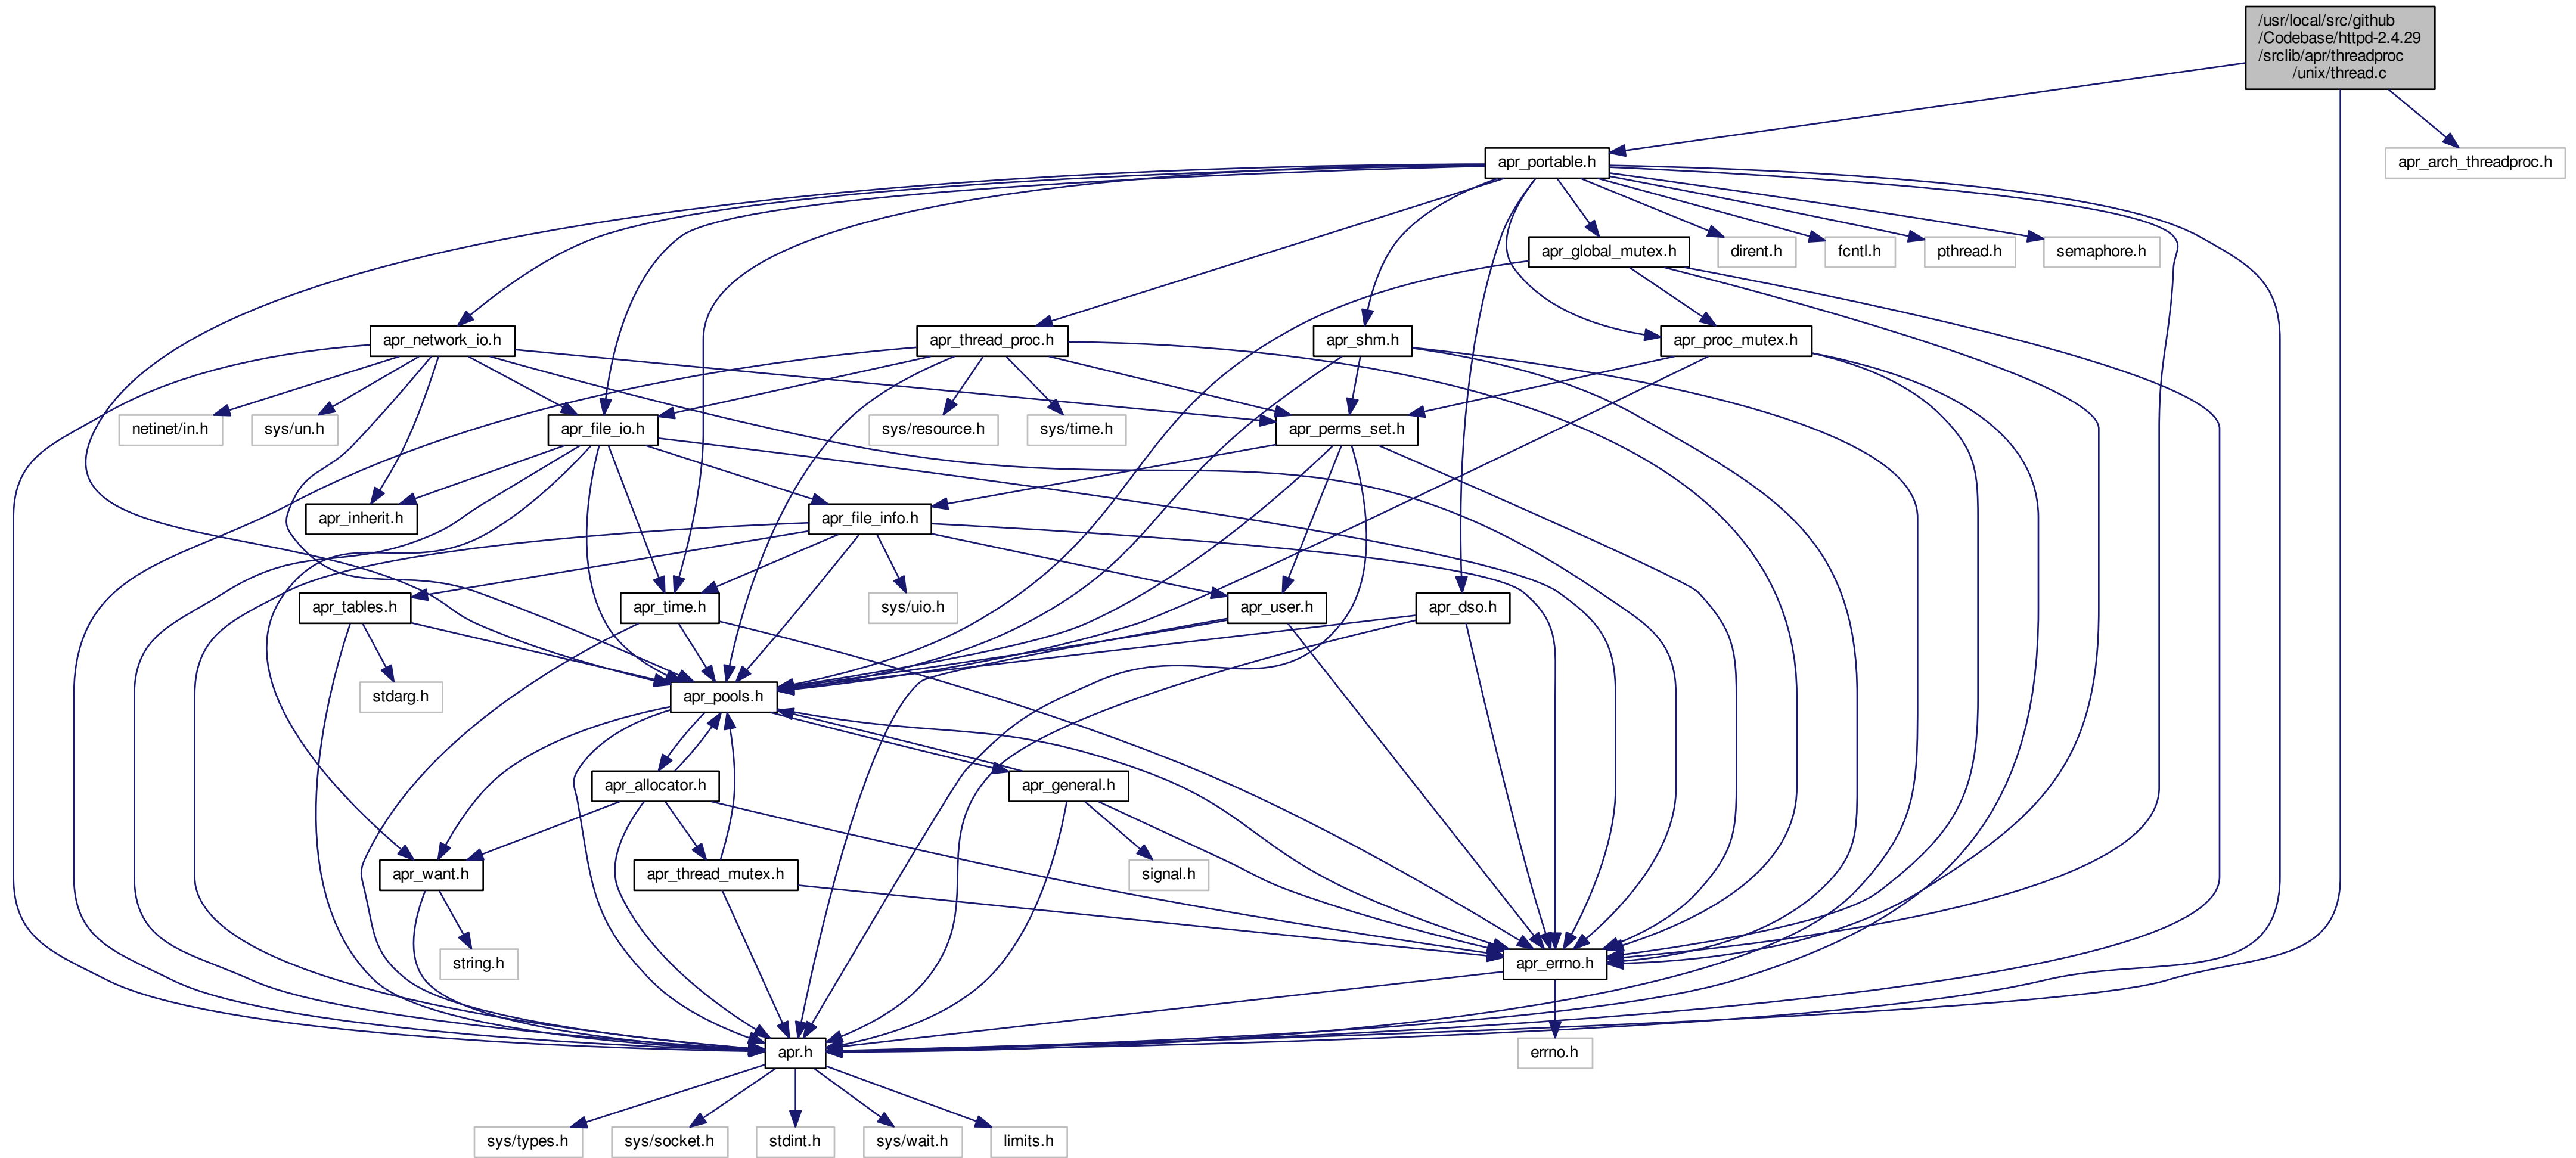 /usr/local/src/github
/Codebase/httpd-2.4.29
/srclib/apr/threadproc
/unix/thread.c
apr_portable.h
apr_arch_threadproc.h
apr_global_mutex.h
dirent.h
fcntl.h
pthread.h
semaphore.h
apr_network_io.h
apr_thread_proc.h
apr_shm.h
apr_proc_mutex.h
netinet/in.h
sys/un.h
apr_file_io.h
sys/resource.h
sys/time.h
apr_perms_set.h
apr_inherit.h
apr_file_info.h
apr_tables.h
apr_time.h
sys/uio.h
apr_user.h
apr_dso.h
stdarg.h
apr_pools.h
apr_allocator.h
apr_general.h
apr_want.h
apr_thread_mutex.h
signal.h
string.h
apr_errno.h
apr.h
errno.h
sys/types.h
sys/socket.h
stdint.h
sys/wait.h
limits.h